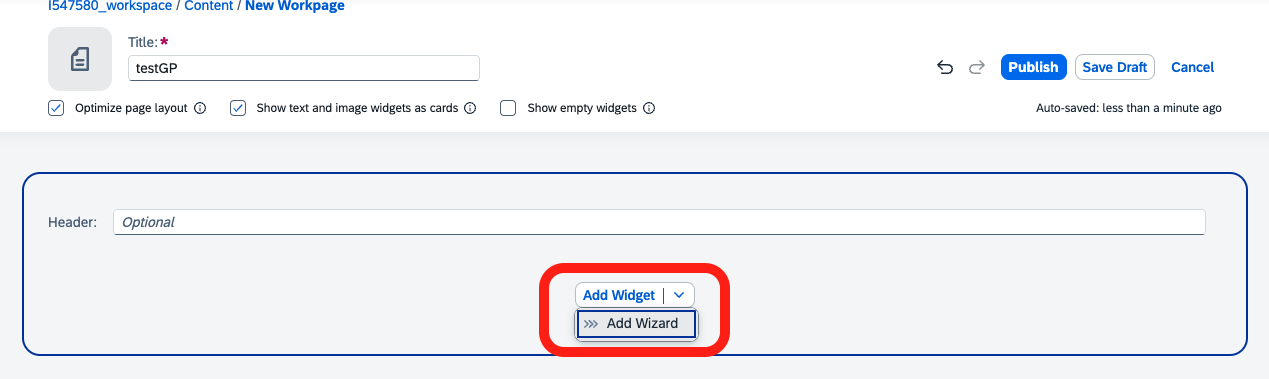 I547580_workspace / Content / New Workpage
Title:*
testGP
Publish
Save Draft
Cancel
Optimize page layout
Show text and image widgets as cards
Show empty widgets
Auto-saved: less than a minute ago
Header:
Optional
Add Widget
Add Wizard